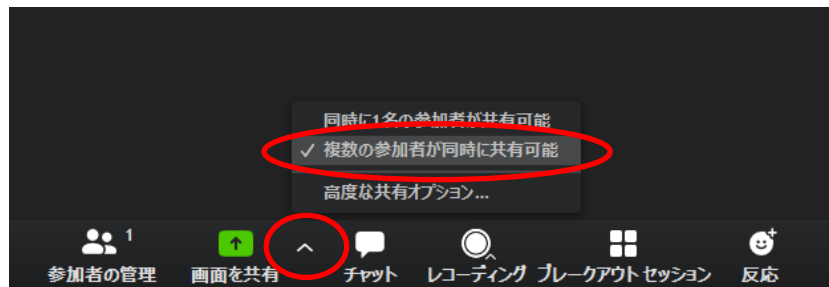 同時に1名の参加者が共有可能
✓ 複数の参加者が同時に共有可能
高度な共有オプション...
1
参加者の管理 画面を共有 チャット レコーディング ブレークアウト セッション 反応